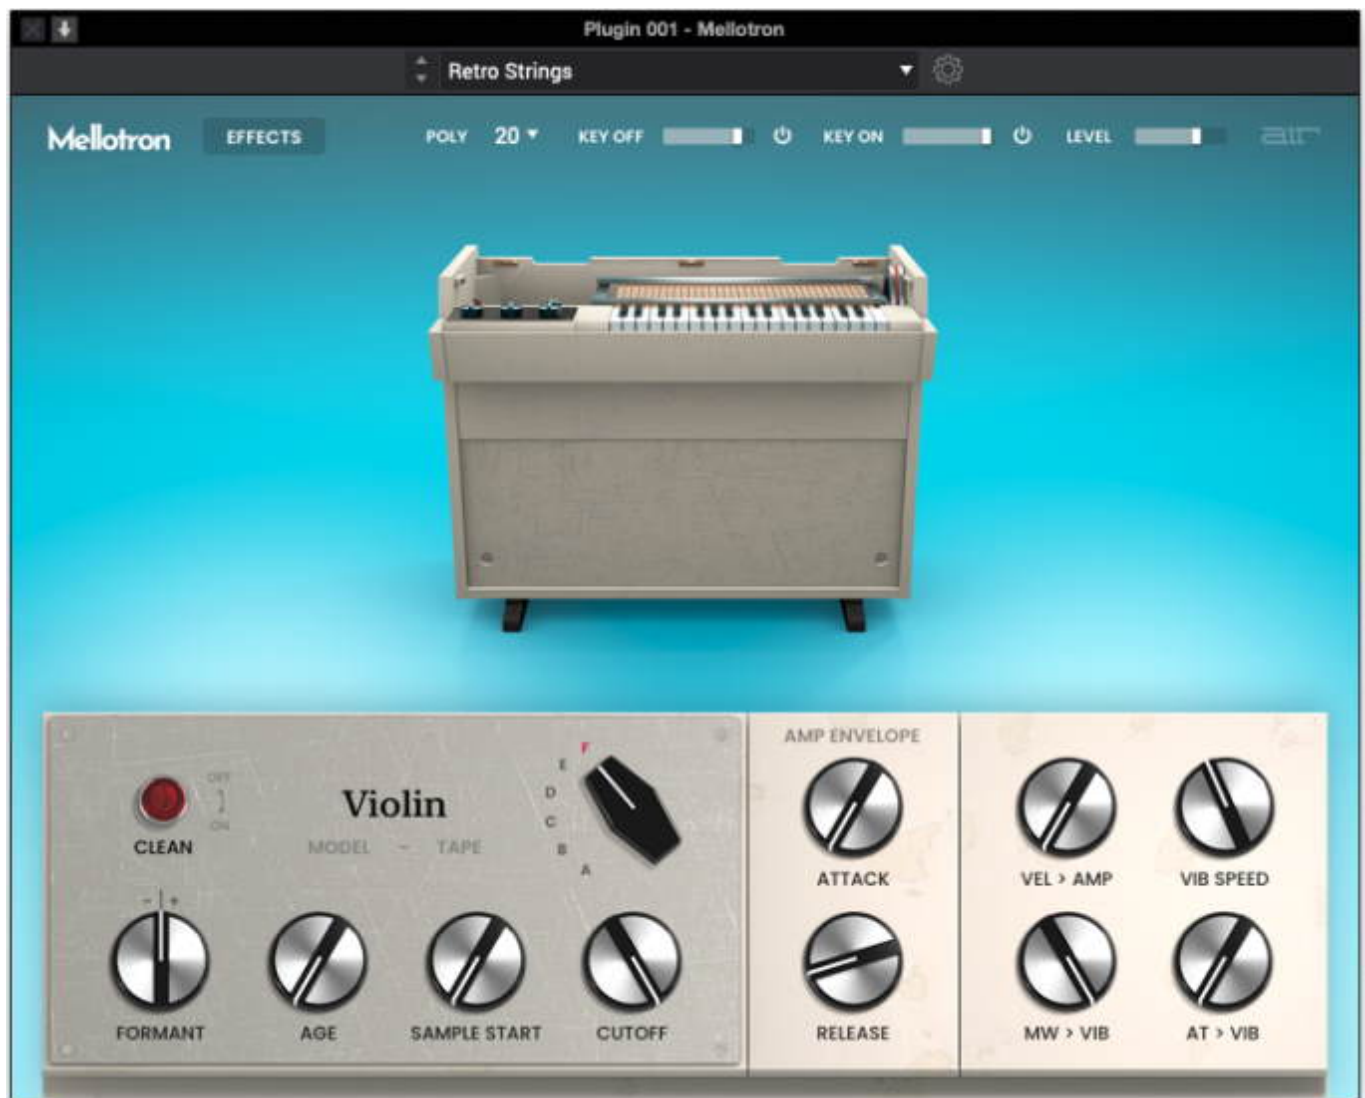 Plugin 001 - Mellotron
Retro Strings
Mellotron EFFECTS POLY 20 KEY OFF KEY ON LEVEL air
AMP ENVELOPE
E
D
C
B
A
OFF
ON
CLEAN
Violin
MODEL - TAPE
ATTACK VEL > AMP VIB SPEED
- +
FORMANT AGE SAMPLE START CUTOFF RELEASE MW > VIB AT > VIB